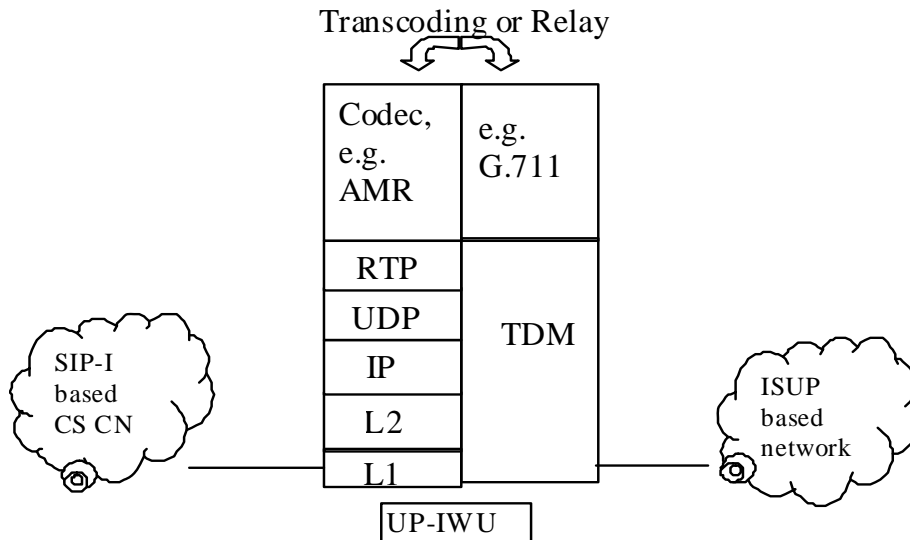 Transcoding or Relay
Codec,
e.g.
AMR
e.g.
G.711
RTP
UDP
IP
L2
L1
TDM
SIP-I
based
CS CN
ISUP
based
network
UP-IWU